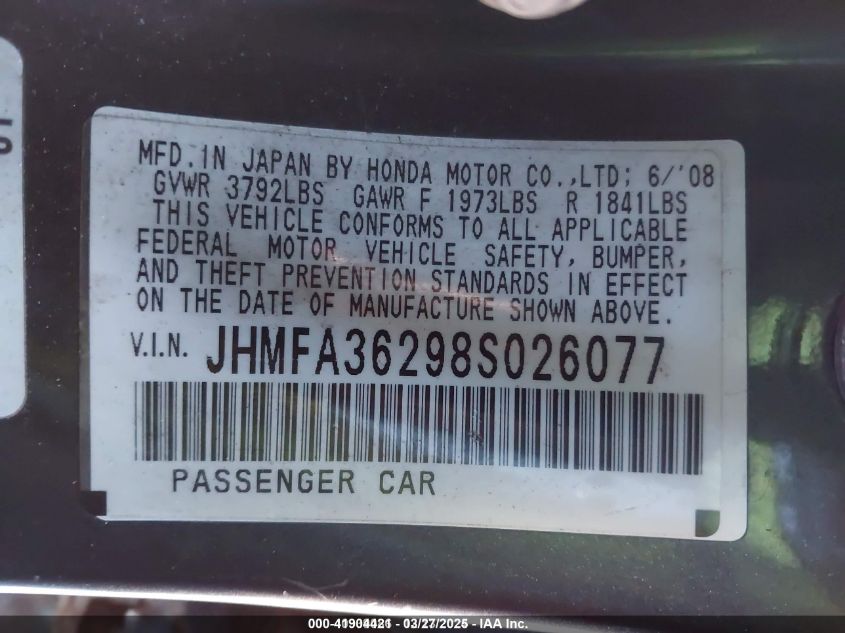 MFD. IN JAPAN BY HONDA MOTOR CO.,LTD; 6/'08
GVWR 3792LBS GAWR F 1973LBS R 1841LBS
THIS VEHICLE CONFORMS TO ALL APPLICABLE
FEDERAL MOTOR VEHICLE SAFETY, BUMPER,
AND THEFT PREVENTION STANDARDS IN EFFECT
ON THE DATE OF MANUFACTURE SHOWN ABOVE.
V.I.N. JHMFA36298S026077
PASSENGER CAR
000-41904421 - 03/27/2025 - IAA Inc.